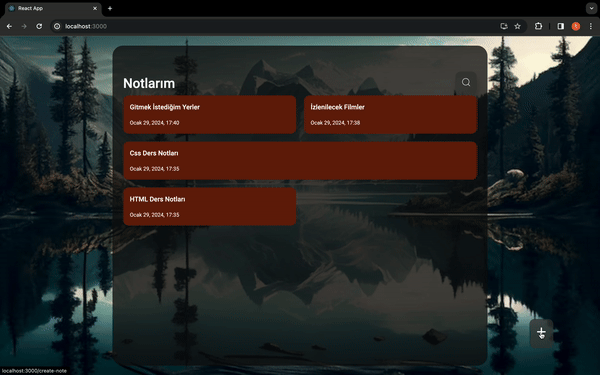 React App
localhost:3000
Notlarım
Gitmek İstediğim Yerler
Ocak 29, 2024, 17:40
İzlenilecek Filmler
Ocak 29, 2024, 17:38
Css Ders Notları
Ocak 29, 2024, 17:35
HTML Ders Notları
Ocak 29, 2024, 17:35
localhost:3000/create-note